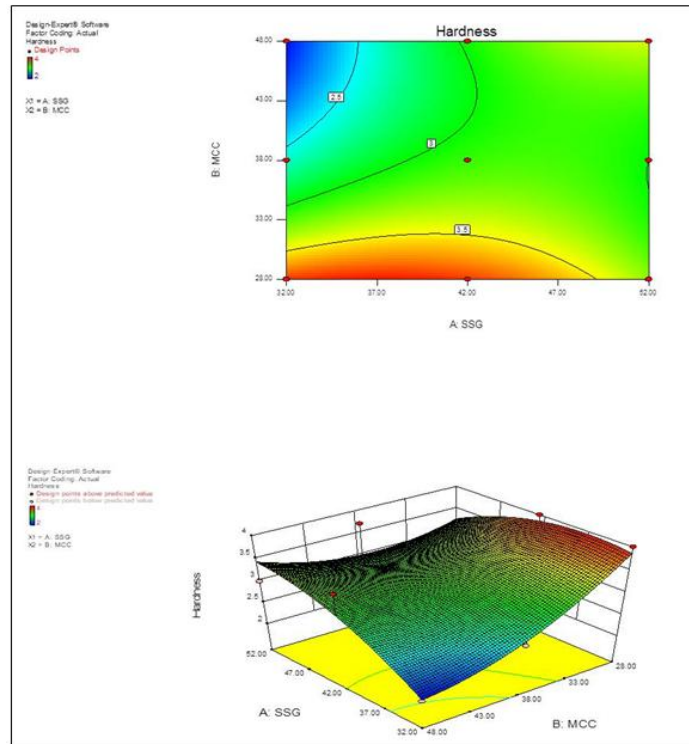 Design-Expert® Software
Factor Coding: Actual
Hardness
Design Points
4
2
X1 = A: SSG
X2 = B: MCC
Hardness
48.00
43.00
38.00
33.00
28.00
B: MCC
2.5
3
3.5
32.00 37.00 42.00 47.00 52.00
A: SSG
Design-Expert® Software
Factor Coding: Actual
Hardness
Design points above predicted value
Design points below predicted value
4
2
X1 = A: SSG
X2 = B: MCC
4
3.5
3
2.5
2
Hardness
52.00
47.00
42.00
37.00
32.00
A: SSG
28.00
33.00
38.00
43.00
48.00
B: MCC